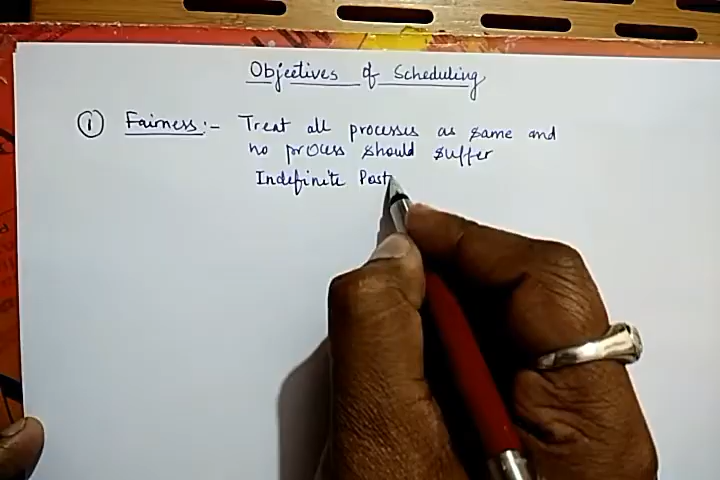 Objectives of Scheduling
① Fairness:- Treat all processes as same and
no process should suffer
Indefinite Post